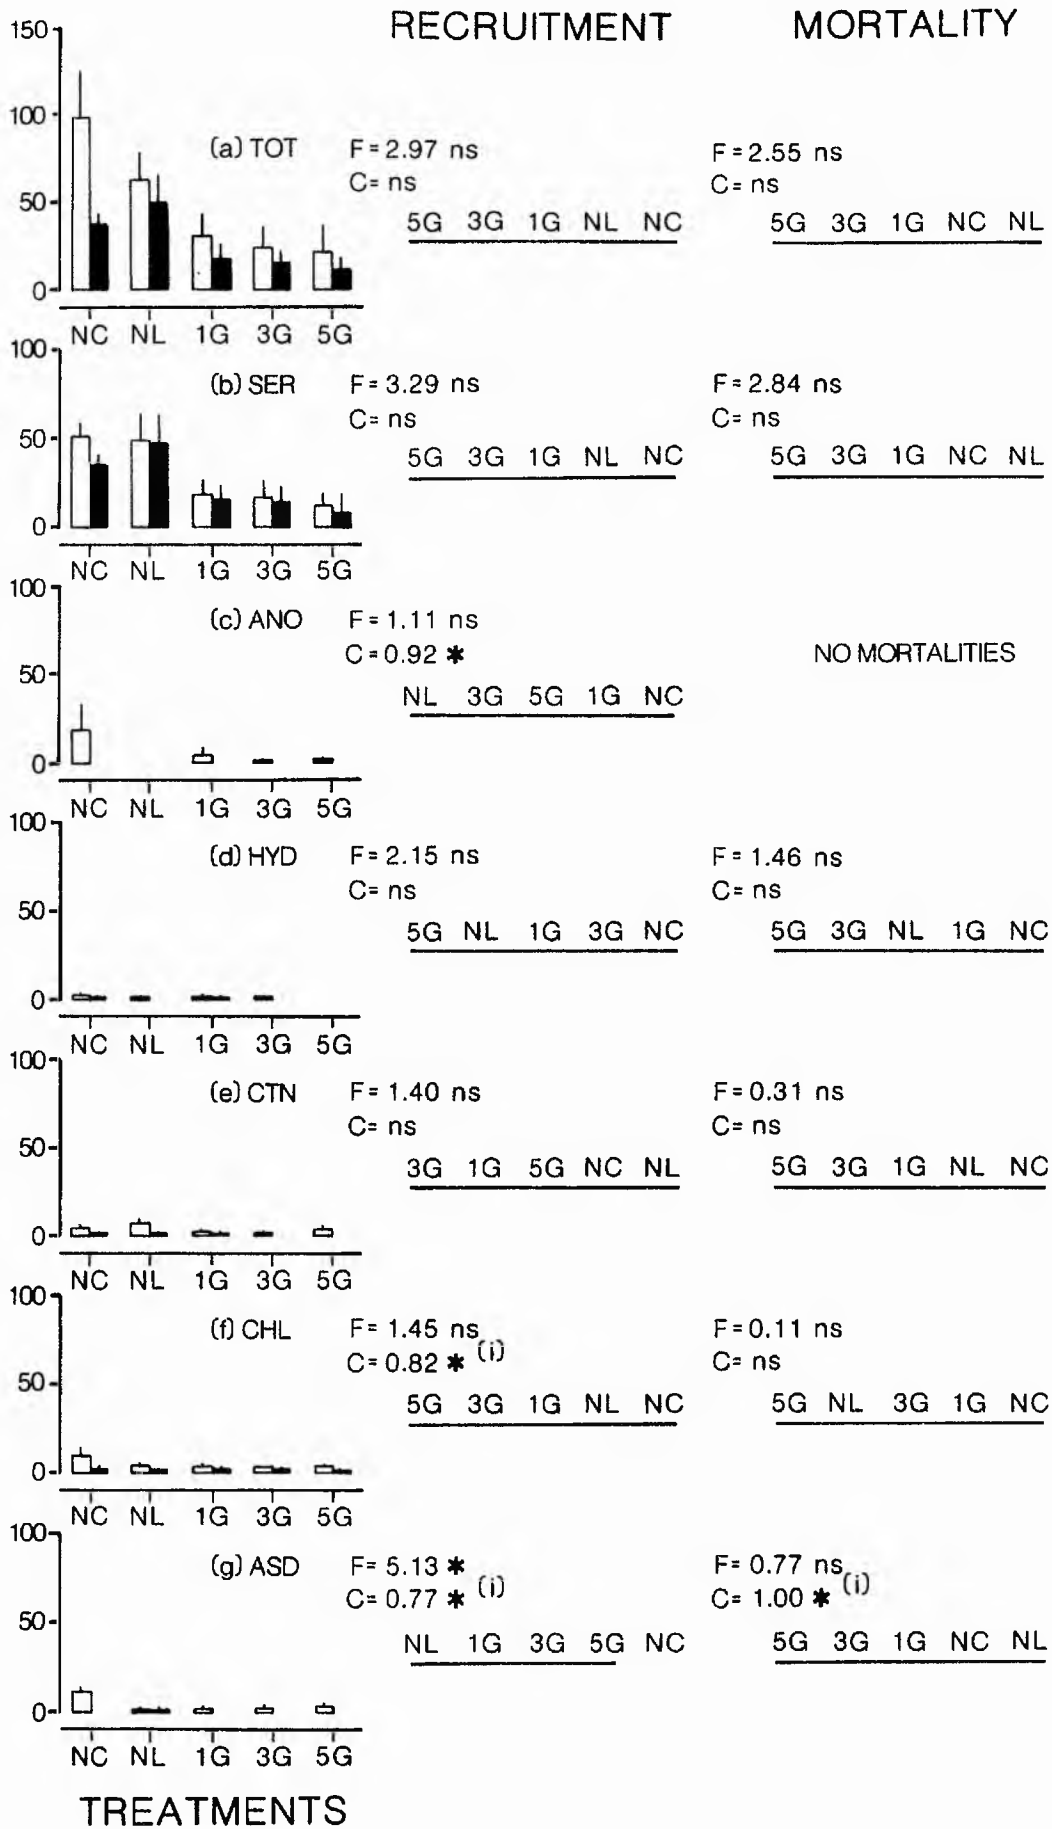 RECRUITMENT MORTALITY
150
100
50
0
(a) TOT F = 2.97 ns F = 2.55 ns
C = ns C = ns
5G 3G 1G NL NC 5G 3G 1G NC NL
NC NL 1G 3G 5G
100
50
0
(b) SER F = 3.29 ns F = 2.84 ns
C = ns C = ns
5G 3G 1G NL NC 5G 3G 1G NC NL
NC NL 1G 3G 5G
100
50
0
(c) ANO F = 1.11 ns
C = 0.92 * NO MORTALITIES
NL 3G 5G 1G NC
NC NL 1G 3G 5G
100
50
0
(d) HYD F = 2.15 ns F = 1.46 ns
C = ns C = ns
5G NL 1G 3G NC 5G 3G NL 1G NC
NC NL 1G 3G 5G
100
50
0
(e) CTN F = 1.40 ns F = 0.31 ns
C = ns C = ns
3G 1G 5G NC NL 5G 3G 1G NL NC
NC NL 1G 3G 5G
100
50
0
(f) CHL F = 1.45 ns F = 0.11 ns
C = 0.82 * (i) C = ns
5G 3G 1G NL NC 5G NL 3G 1G NC
NC NL 1G 3G 5G
100
50
0
(g) ASD F = 5.13 * F = 0.77 ns
C = 0.77 * (i) C = 1.00 * (i)
NL 1G 3G 5G NC 5G 3G 1G NC NL
NC NL 1G 3G 5G
TREATMENTS